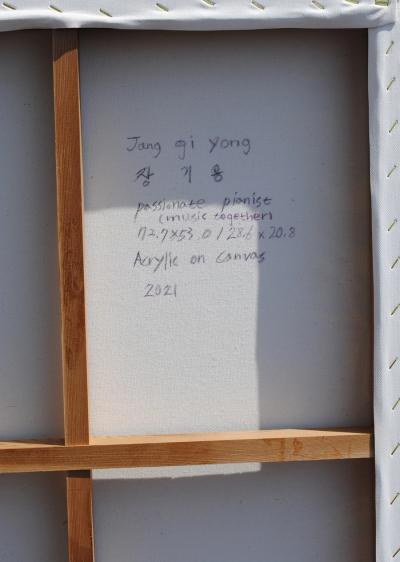 Jang gi yong
장 기 용
passionate pianist
(music together)
72.7x53.0 / 28.6 x 20.8
Acrylic on canvas
2021